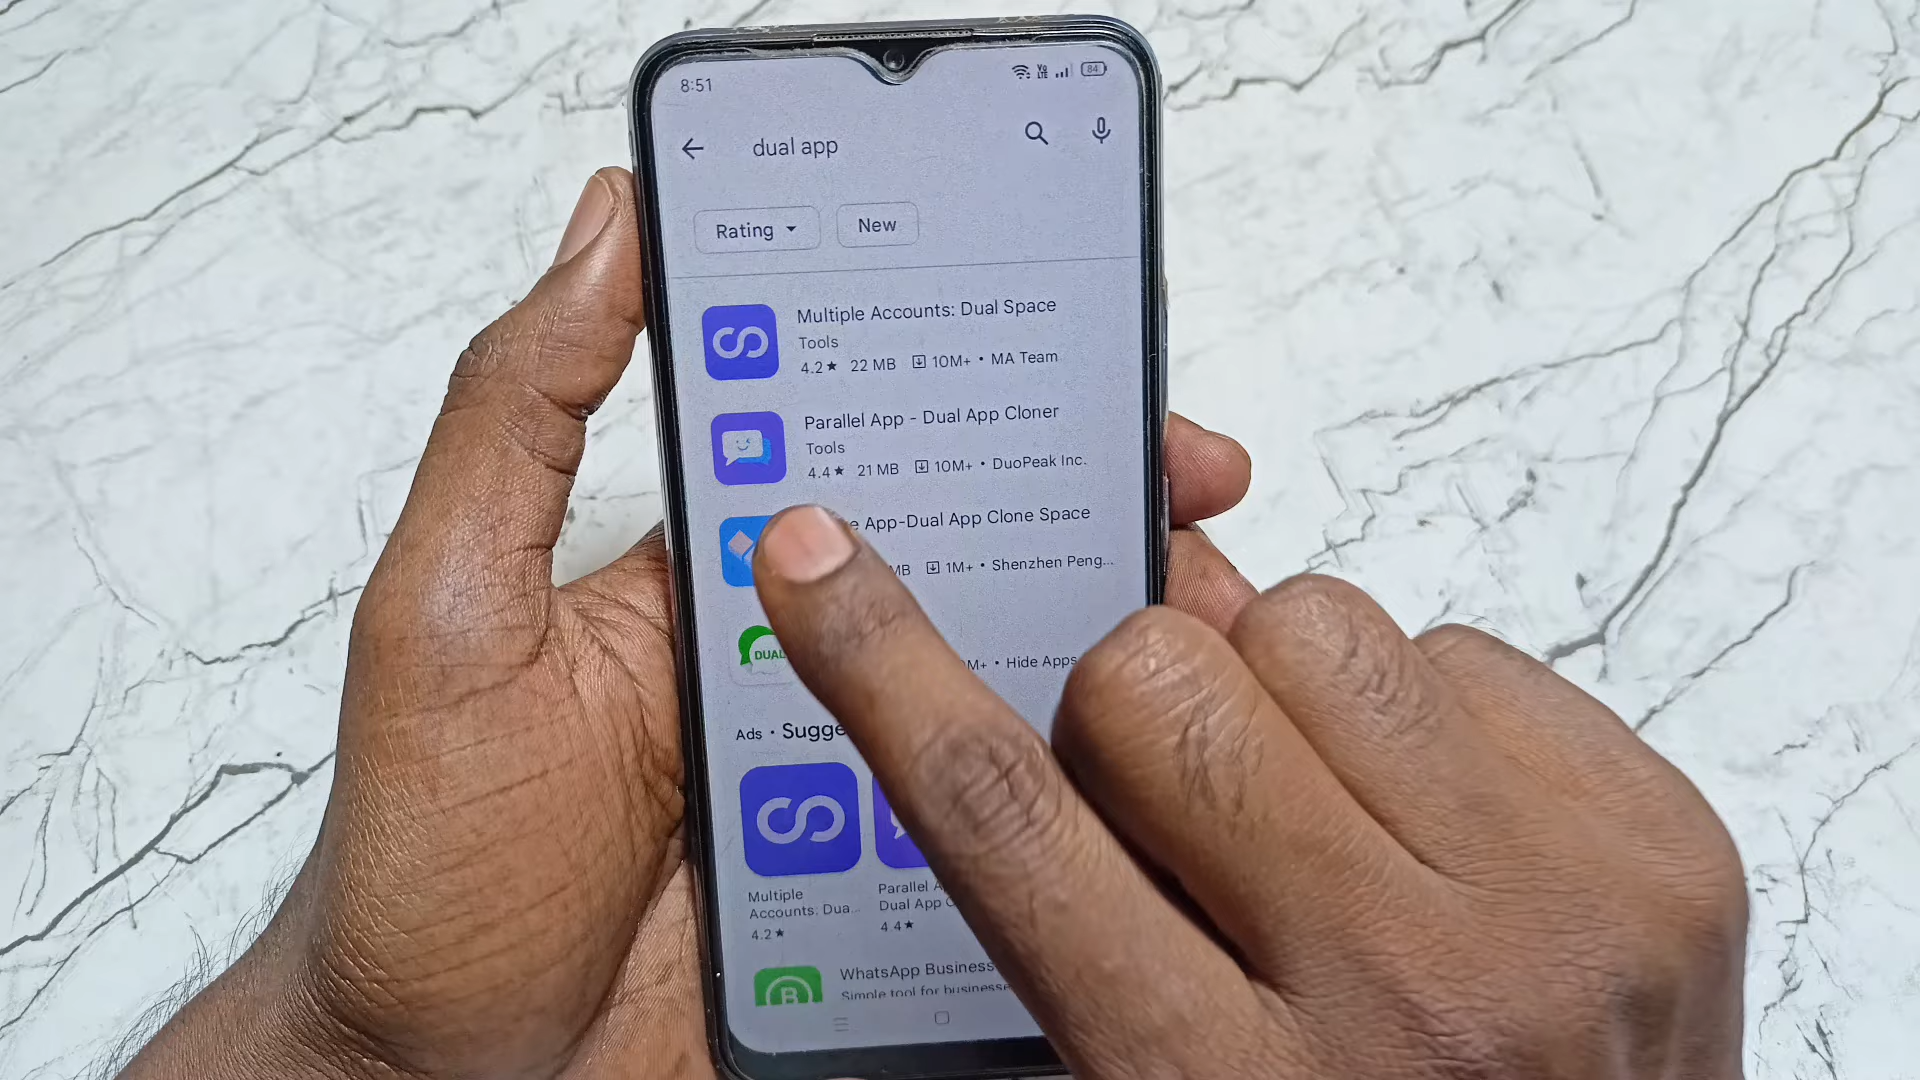 8:51
Vo LTE
84
dual app
Rating
New
Multiple Accounts: Dual Space
Tools
4.2★ 22 MB 10M+ • MA Team
Parallel App - Dual App Cloner
Tools
4.4★ 21 MB 10M+ • DuoPeak Inc.
App-Dual App Clone Space
MB 1M+ • Shenzhen Peng...
DUAL
M+ • Hide Apps
Ads •
Multiple
Accounts: Dua...
4.2★
Parallel
Dual App
4.4★
WhatsApp Business
B
Simple tool for